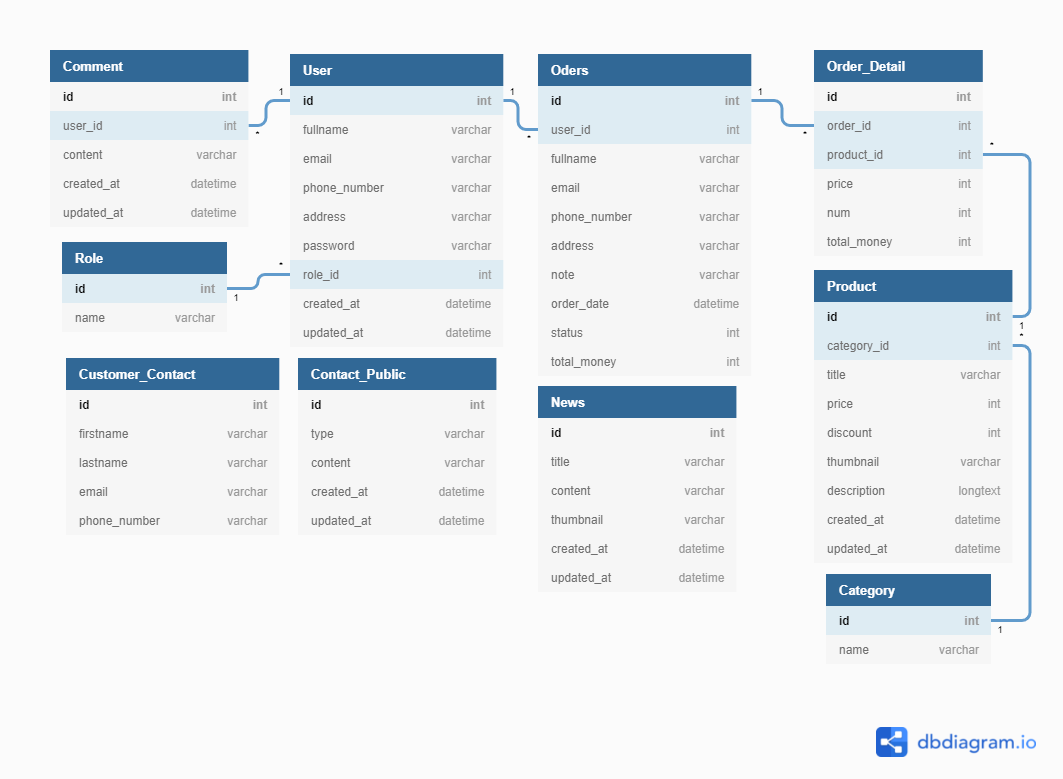 Comment
id int
user_id int
content varchar
created_at datetime
updated_at datetime
Role
id int
name varchar
User
id int
fullname varchar
email varchar
phone_number varchar
address varchar
password varchar
role_id int
created_at datetime
updated_at datetime
Customer_Contact
id int
firstname varchar
lastname varchar
email varchar
phone_number varchar
Contact_Public
id int
type varchar
content varchar
created_at datetime
updated_at datetime
Oders
id int
user_id int
fullname varchar
email varchar
phone_number varchar
address varchar
note varchar
order_date datetime
status int
total_money int
News
id int
title varchar
content varchar
thumbnail varchar
created_at datetime
updated_at datetime
Order_Detail
id int
order_id int
product_id int
price int
num int
total_money int
Product
id int
category_id int
title varchar
price int
discount int
thumbnail varchar
description longtext
created_at datetime
updated_at datetime
Category
id int
name varchar
1
*
1
*
1
*
1
*
*
1
*
1
dbdiagram.io